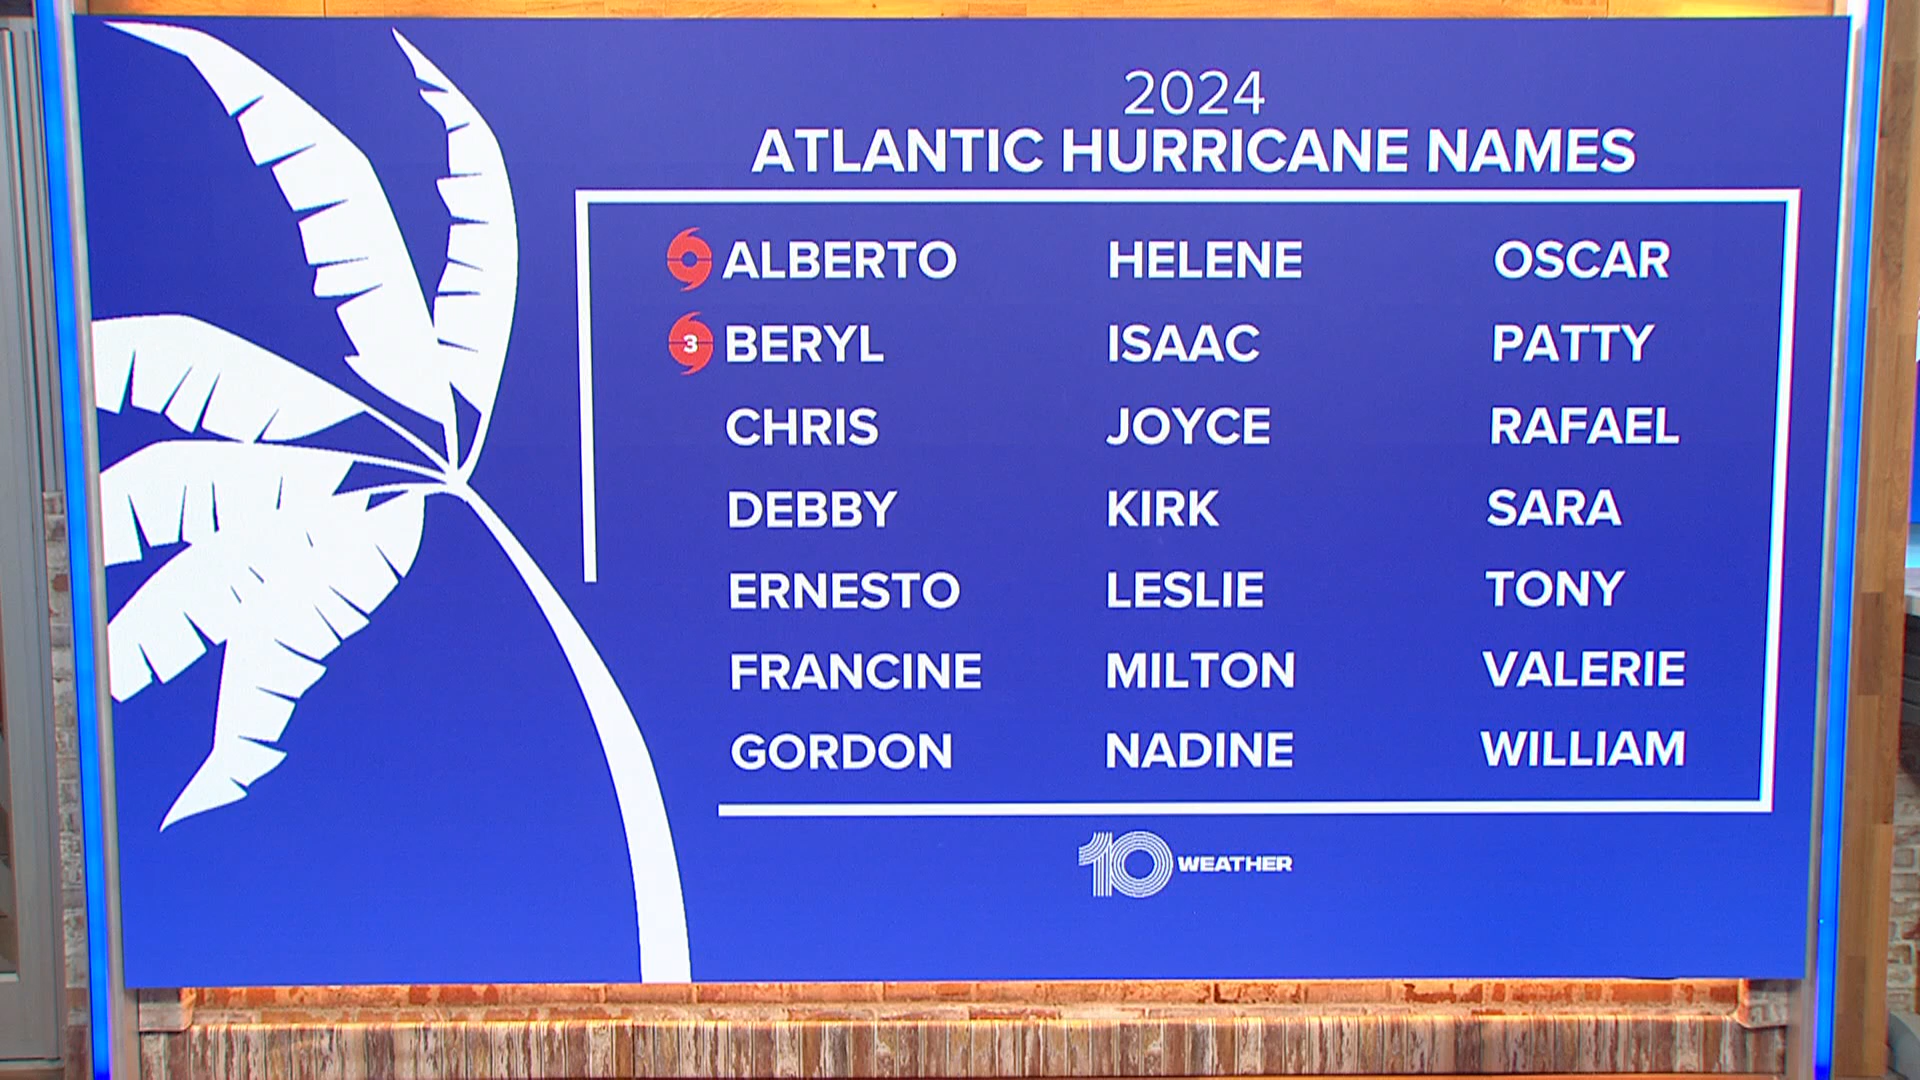 2024
ATLANTIC HURRICANE NAMES
ALBERTO
3 BERYL
CHRIS
DEBBY
ERNESTO
FRANCINE
GORDON
HELENE
ISAAC
JOYCE
KIRK
LESLIE
MILTON
NADINE
OSCAR
PATTY
RAFAEL
SARA
TONY
VALERIE
WILLIAM
10 WEATHER